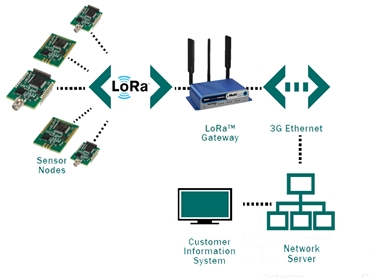 LoRa
LoRa™
Gateway
3G Ethernet
Sensor
Nodes
Customer
Information
System
Network
Server